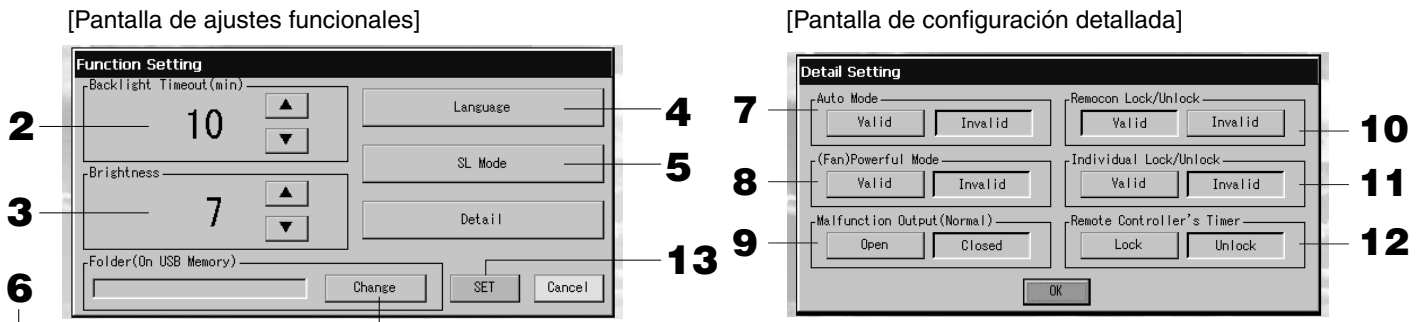 [Pantalla de ajustes funcionales]
Function Setting
Backlight Timeout(min)
10
▲
▼
Language
SL Mode
Brightness
7
▲
▼
Detail
Folder(On USB Memory)
Change
SET
Cancel
2
3
4
5
6
13
[Pantalla de configuración detallada]
Detail Setting
Auto Mode
Valid Invalid
Remocon Lock/Unlock
Valid Invalid
(Fan)Powerful Mode
Valid Invalid
Individual Lock/Unlock
Valid Invalid
Malfunction Output(Normal)
Open Closed
Remote Controller's Timer
Lock Unlock
OK
7
8
9
10
11
12